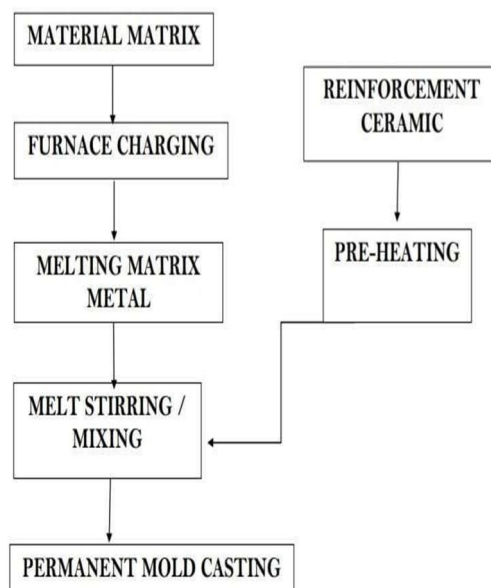 MATERIAL MATRIX
FURNACE CHARGING
MELTING MATRIX
METAL
MELT STIRRING /
MIXING
PERMANENT MOLD CASTING
REINFORCEMENT
CERAMIC
PRE-HEATING